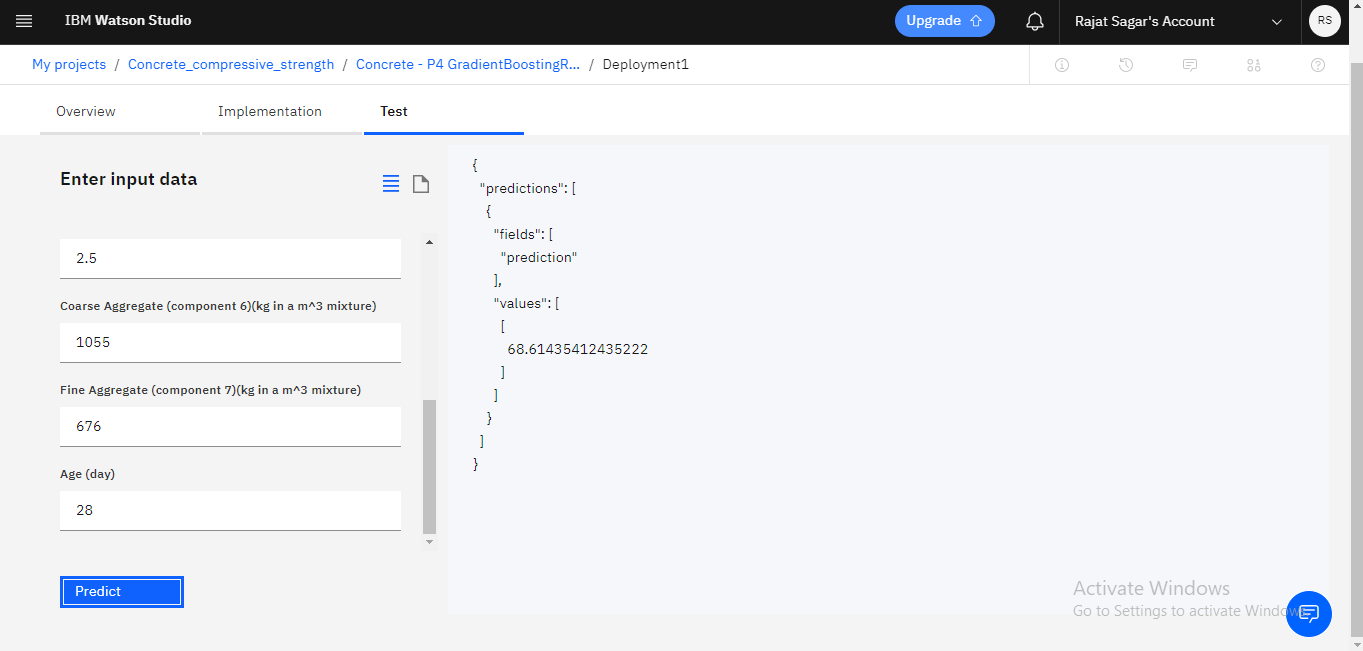 IBM Watson Studio
Upgrade
Rajat Sagar's Account
RS
My projects / Concrete_compressive_strength / Concrete - P4 GradientBoostingR... / Deployment1
Overview
Implementation
Test
Enter input data
2.5
Coarse Aggregate (component 6)(kg in a m^3 mixture)
1055
Fine Aggregate (component 7)(kg in a m^3 mixture)
676
Age (day)
28
Predict
{
"predictions": [
{
"fields": [
"prediction"
],
"values": [
[
68.61435412435222
]
]
}
]
}
Activate Windows
Go to Settings to activate Windows